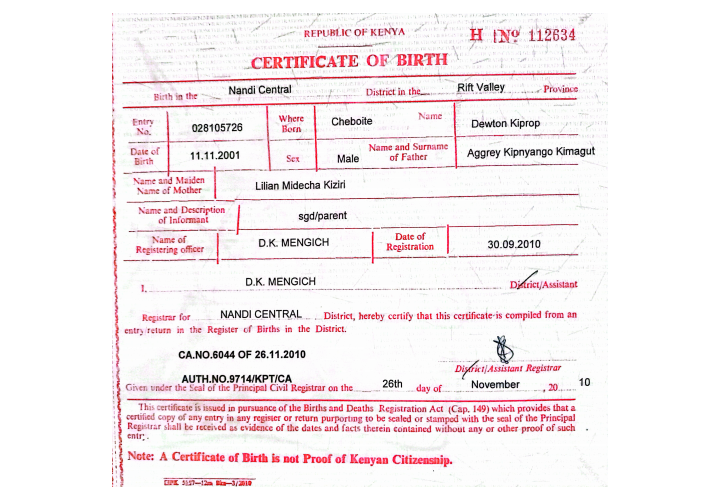 REPUBLIC OF KENYA
H Nº 112634
CERTIFICATE OF BIRTH
Birth in the Nandi Central District in the Rift Valley Province
Entry No. 028105726 Where Born Cheboite Name Dewton Kiprop
Date of Birth 11.11.2001 Sex Male Name and Surname of Father Aggrey Kipnyango Kimagut
Name and Maiden Name of Mother Lilian Midecha Kiziri
Name and Description of Informant sgd/parent
Name of Registering officer D.K. MENGICH Date of Registration 30.09.2010
I, D.K. MENGICH District/Assistant
Registrar for NANDI CENTRAL District, hereby certify that this certificate is compiled from an
entry/return in the Register of Births in the District.
CA.NO.6044 OF 26.11.2010
District/Assistant Registrar
AUTH.NO.9714/KPT/CA
Given under the Seal of the Principal Civil Registrar on the 26th day of November, 20 10
This certificate is issued in pursuance of the Births and Deaths Registration Act (Cap. 149) which provides that a
certified copy of any entry in any register or return purporting to be sealed or stamped with the seal of the Principal
Registrar shall be received as evidence of the dates and facts therein contained without any or other proof of such
entry.
Note: A Certificate of Birth is not Proof of Kenyan Citizenship.